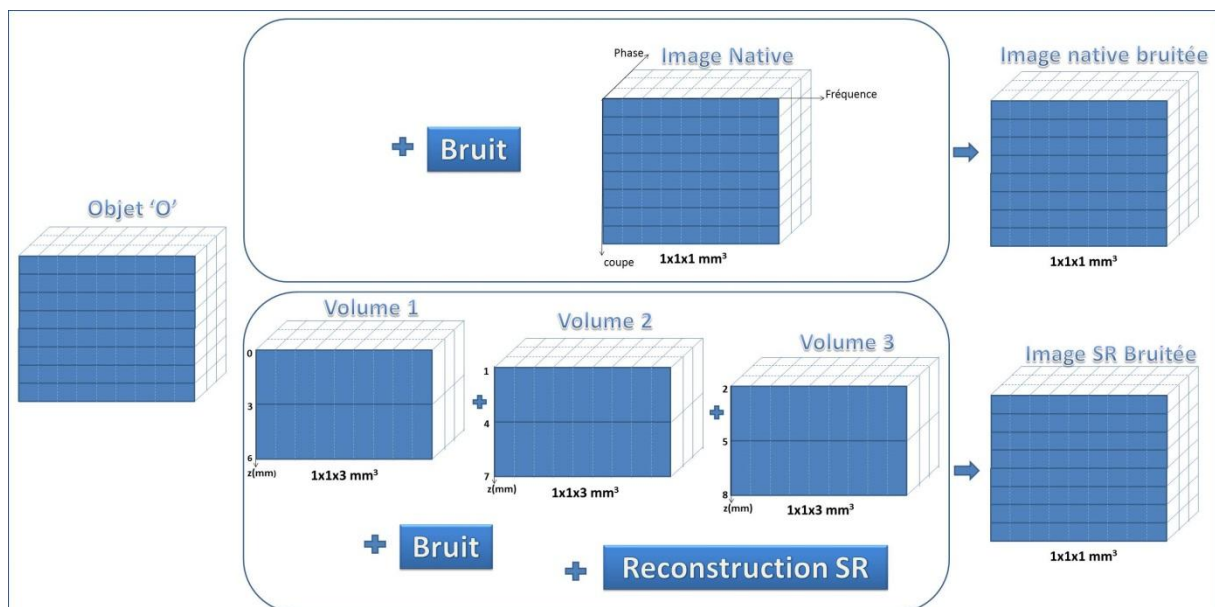 Objet ‘O’
Phase
Image Native
Fréquence
+ Bruit
coupe
1x1x1 mm³
Image native bruitée
1x1x1 mm³
Volume 1
0
3
6
z(mm)
1x1x3 mm³
+
Volume 2
1
4
7
z(mm)
1x1x3 mm³
+
Volume 3
2
5
8
z(mm)
1x1x3 mm³
+ Bruit
+ Reconstruction SR
Image SR Bruitée
1x1x1 mm³